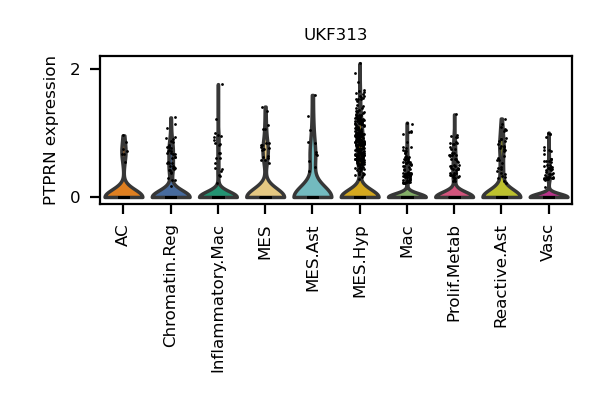 UKF313
PTPRN expression
2
0
AC
Chromatin.Reg
Inflammatory.Mac
MES
MES.Ast
MES.Hyp
Mac
Prolif.Metab
Reactive.Ast
Vasc